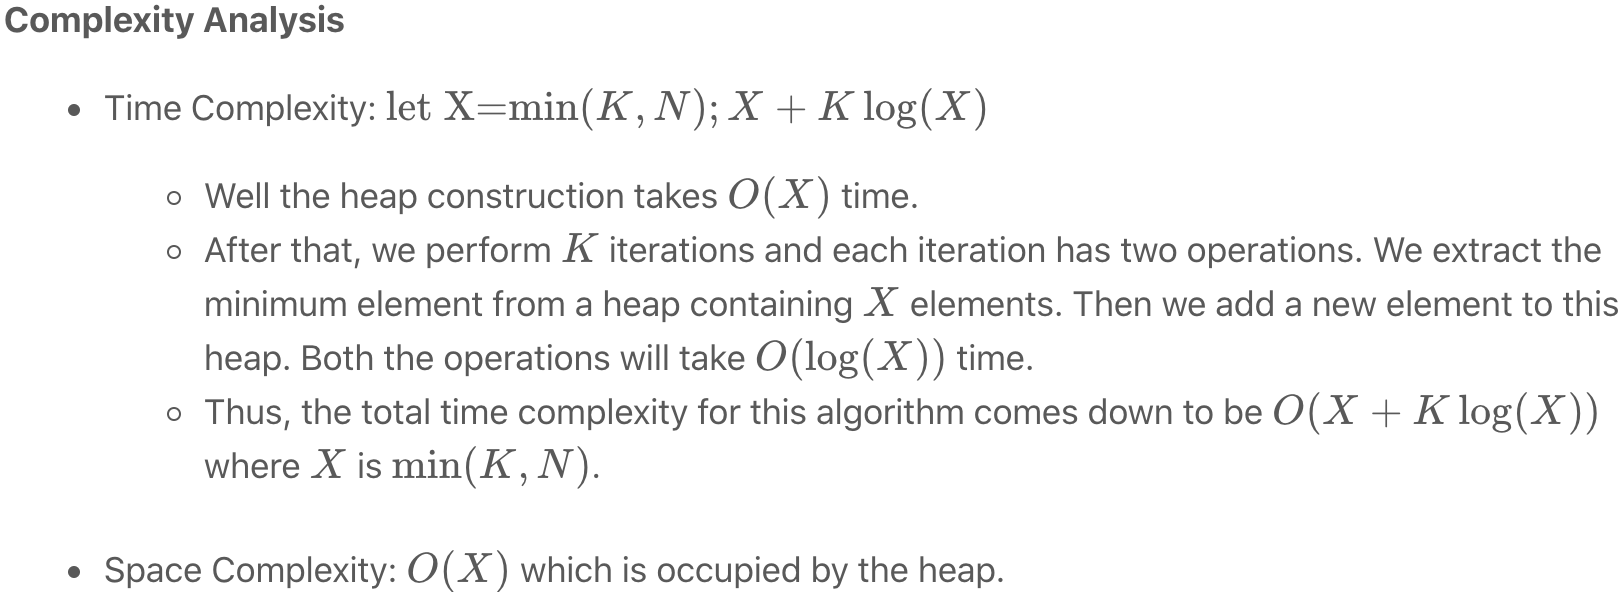 Complexity Analysis
• Time Complexity: let X=min(K, N); X + K log(X)
◦ Well the heap construction takes O(X) time.
◦ After that, we perform K iterations and each iteration has two operations. We extract the
minimum element from a heap containing X elements. Then we add a new element to this
heap. Both the operations will take O(log(X)) time.
◦ Thus, the total time complexity for this algorithm comes down to be O(X + K log(X))
where X is min(K, N).
• Space Complexity: O(X) which is occupied by the heap.